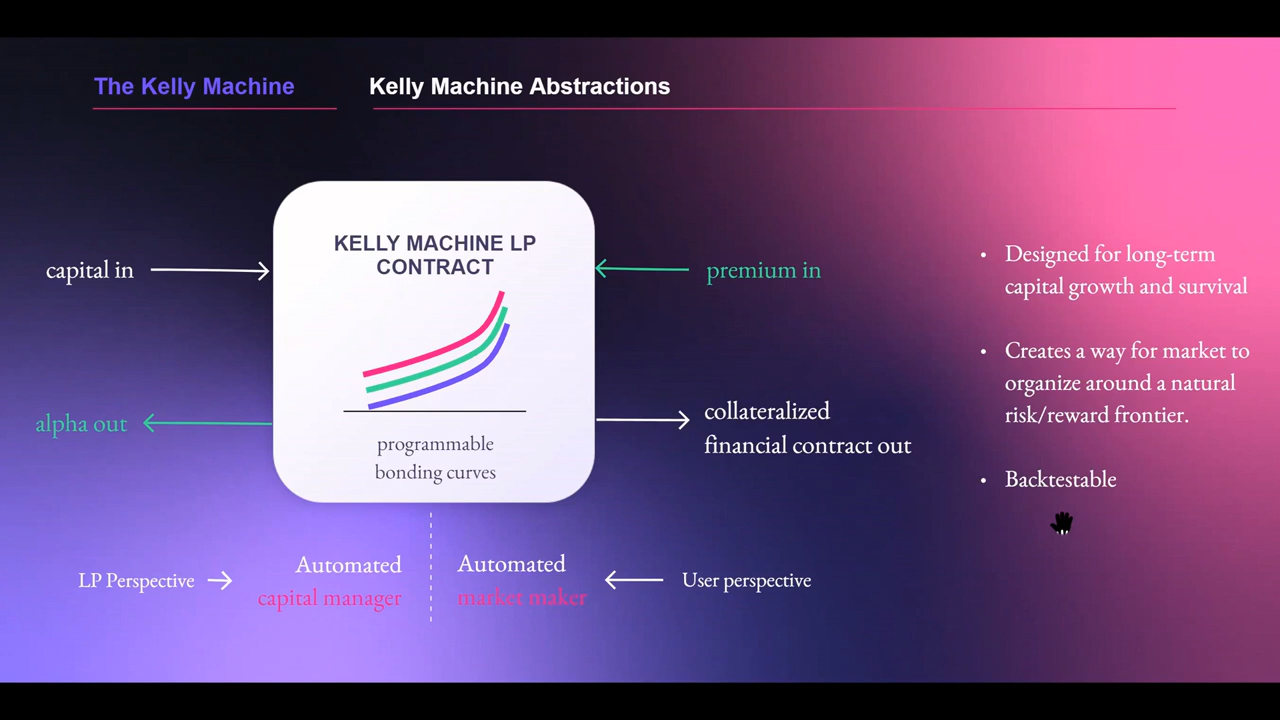 The Kelly Machine
Kelly Machine Abstractions
KELLY MACHINE LP
CONTRACT
programmable
bonding curves
capital in
alpha out
premium in
collateralized
financial contract out
LP Perspective
Automated
capital manager
Automated
market maker
User perspective
• Designed for long-term
capital growth and survival
• Creates a way for market to
organize around a natural
risk/reward frontier.
• Backtestable